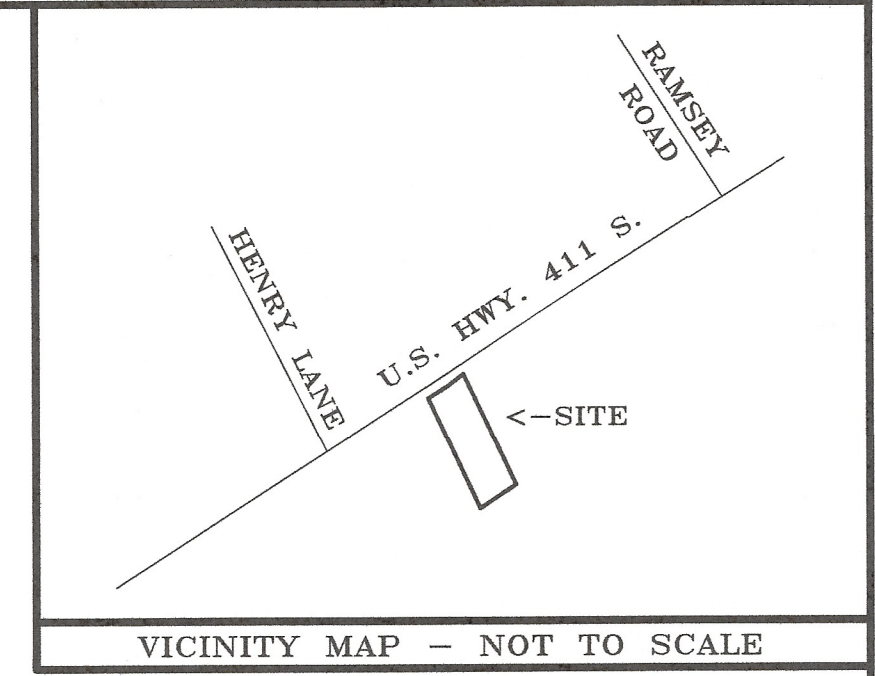 RAMSEY
ROAD
HENRY LANE
U.S. HWY. 411 S.
<-SITE
VICINITY MAP - NOT TO SCALE